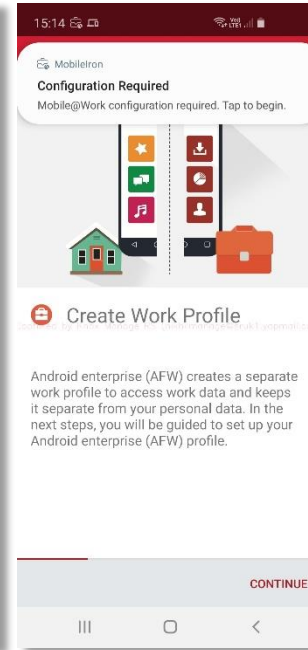 15:14
MobileIron
Configuration Required
Mobile@Work configuration required. Tap to begin.
Create Work Profile
Android enterprise (AFW) creates a separate
work profile to access work data and keeps
it separate from your personal data. In the
next steps, you will be guided to set up your
Android enterprise (AFW) profile.
CONTINUE